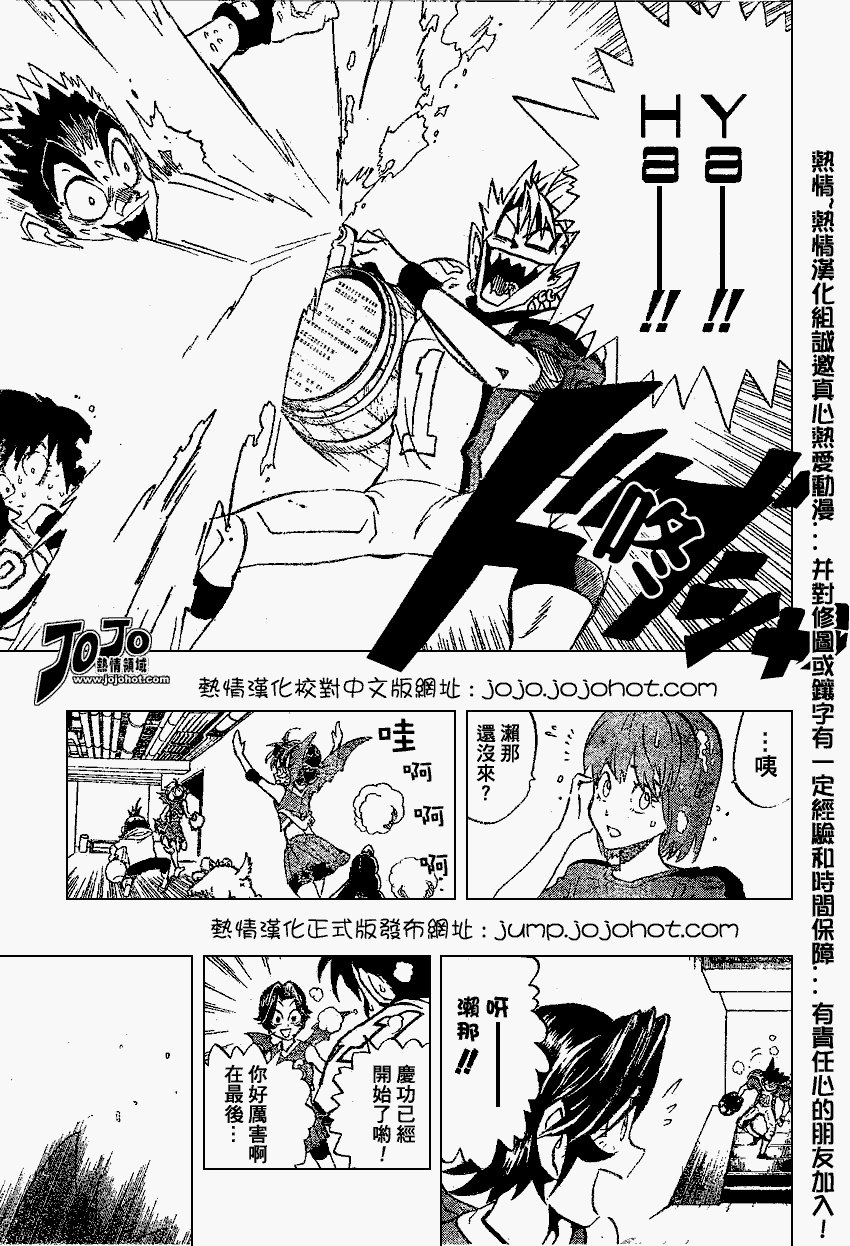 Ya——!!
Ha——!!
咚
JOJO
熱情領域
www.jojohot.com
熱情漢化校對中文版網址：jojo.jojohot.com
…咦
瀨那
還沒來？
哇
啊
啊
啊
熱情漢化正式版發布網址：jump.jojohot.com
呀——
瀨那!!
慶功已經
開始了喲！
你好厲害啊
在最後…
熱情，熱情漢化組誠邀真心熱愛動漫...并對修圖或鑲字有一定經驗和時間保障...有責任心的朋友加入！